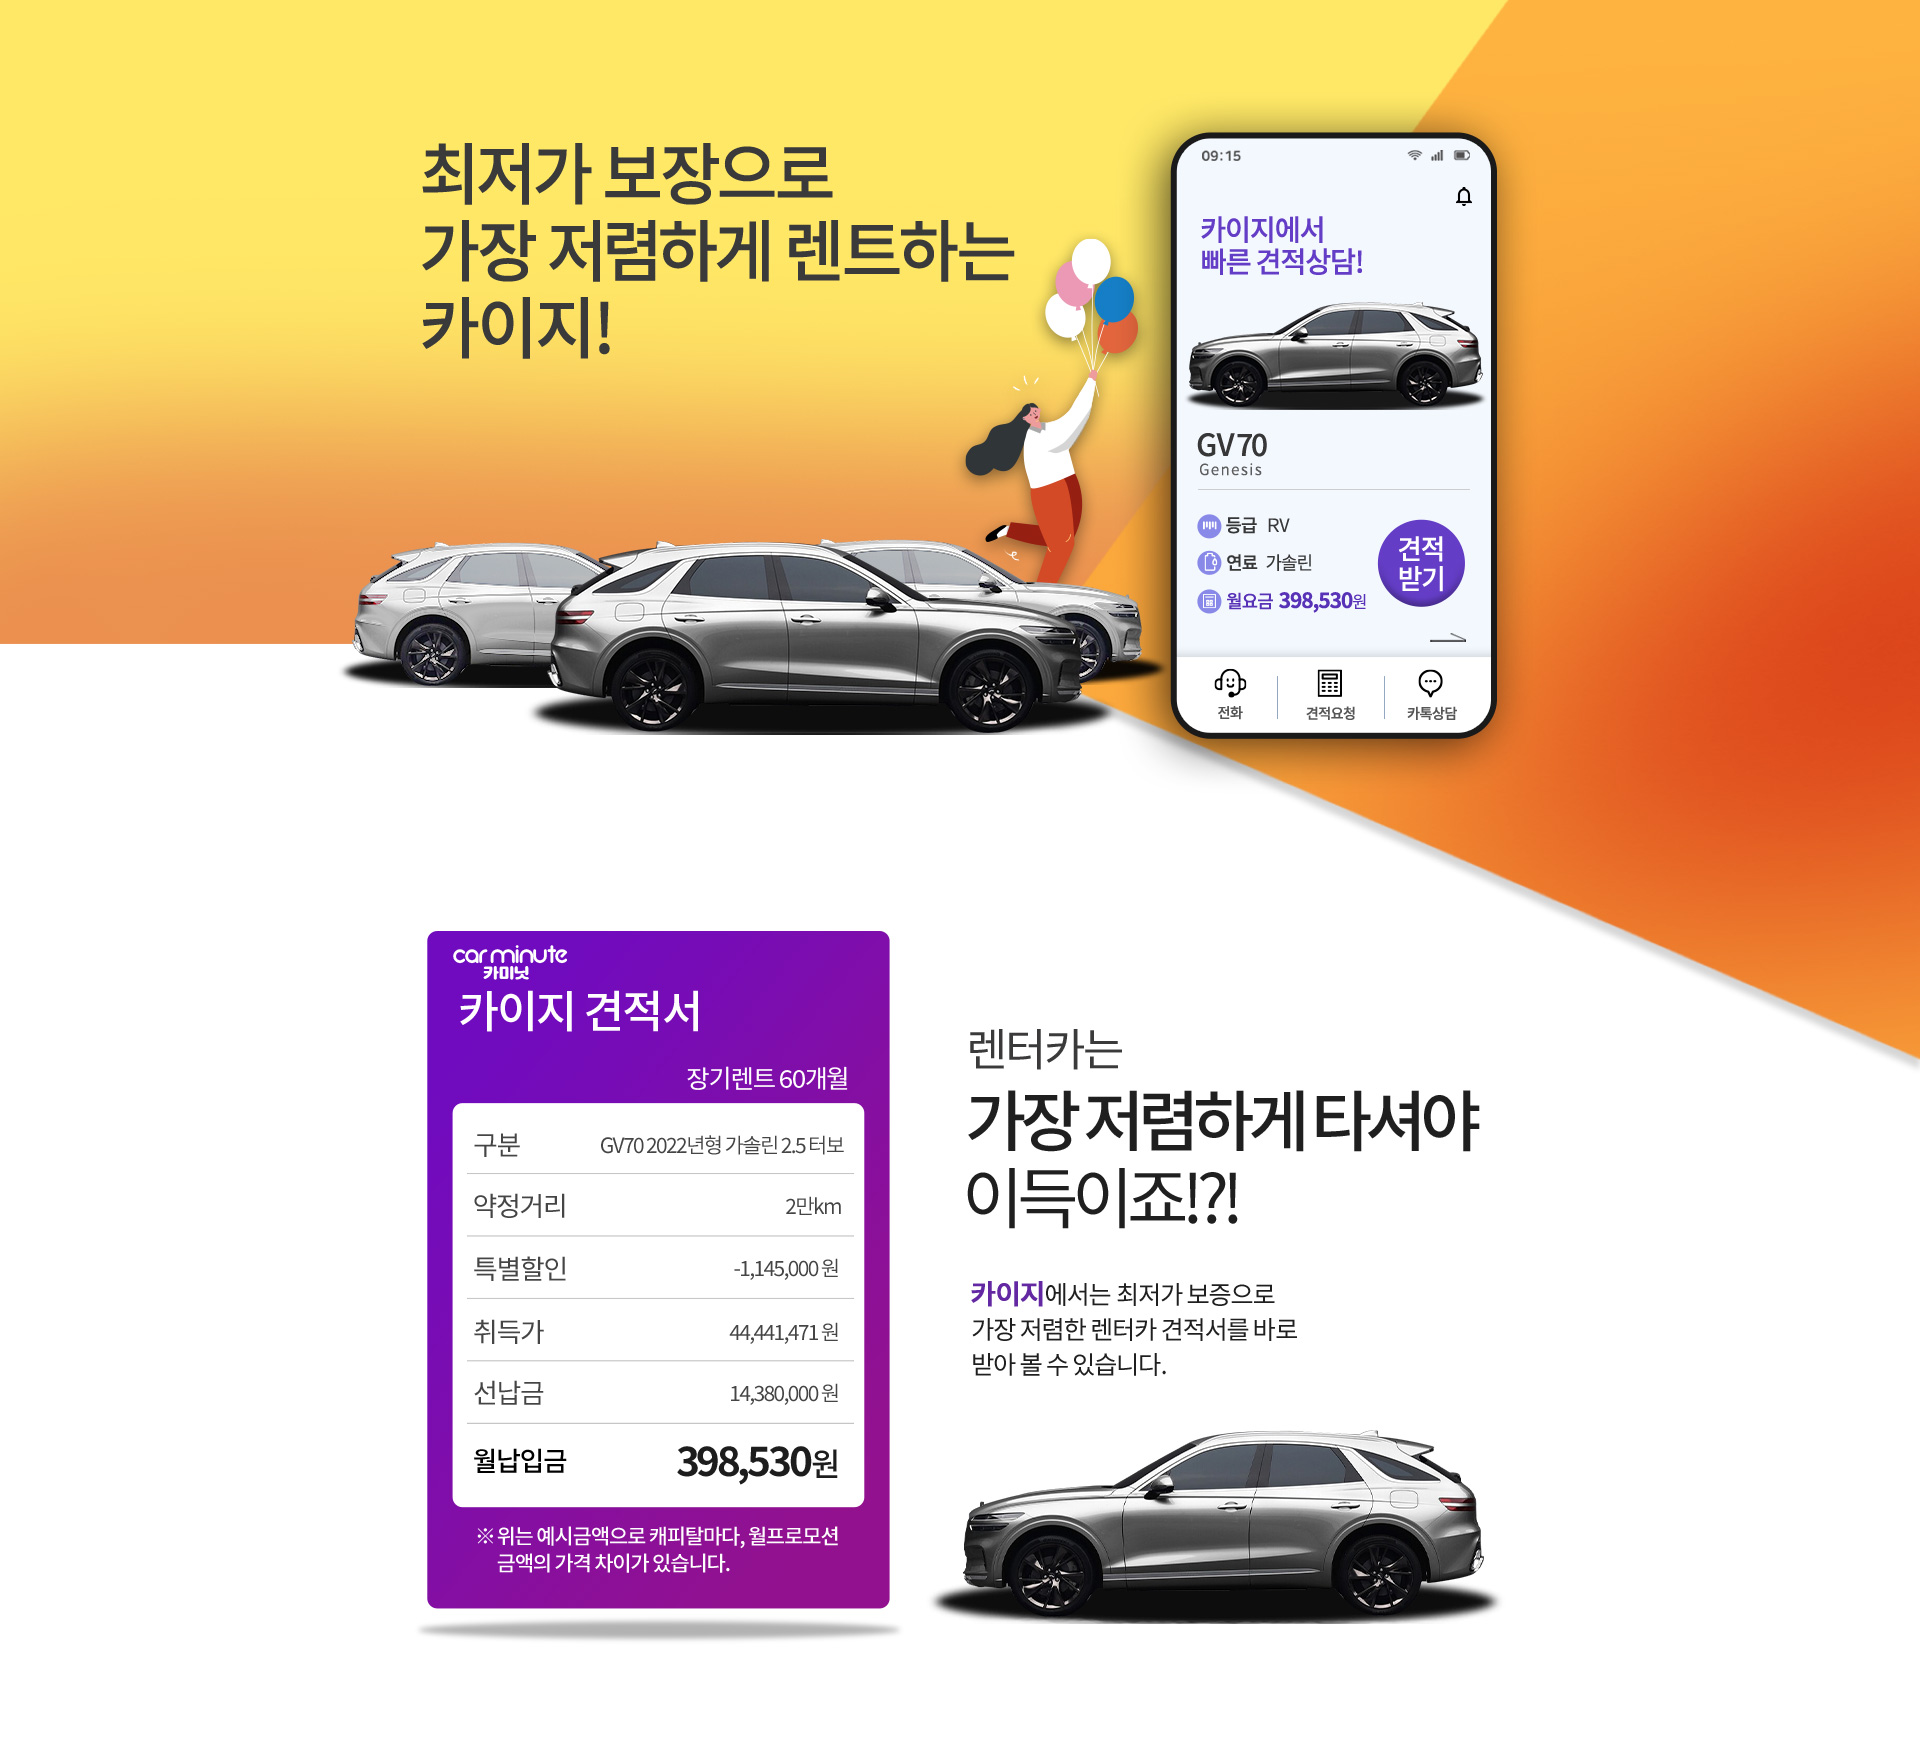 최저가 보장으로
가장 저렴하게 렌트하는
카이지!
09:15
카이지에서
빠른 견적상담!
GV70
Genesis
등급 RV
연료 가솔린
월요금 398,530원
견적
받기
전화
견적요청
카톡상담
car minute
카미닛
카이지 견적서
장기렌트 60개월
구분 GV70 2022년형 가솔린 2.5 터보
약정거리 2만km
특별할인 -1,145,000 원
취득가 44,441,471 원
선납금 14,380,000 원
월납입금 398,530원
※ 위는 예시금액으로 캐피탈마다, 월프로모션
금액의 가격 차이가 있습니다.
렌터카는
가장 저렴하게 타셔야
이득이죠!?!
카이지에서는 최저가 보증으로
가장 저렴한 렌터카 견적서를 바로
받아 볼 수 있습니다.